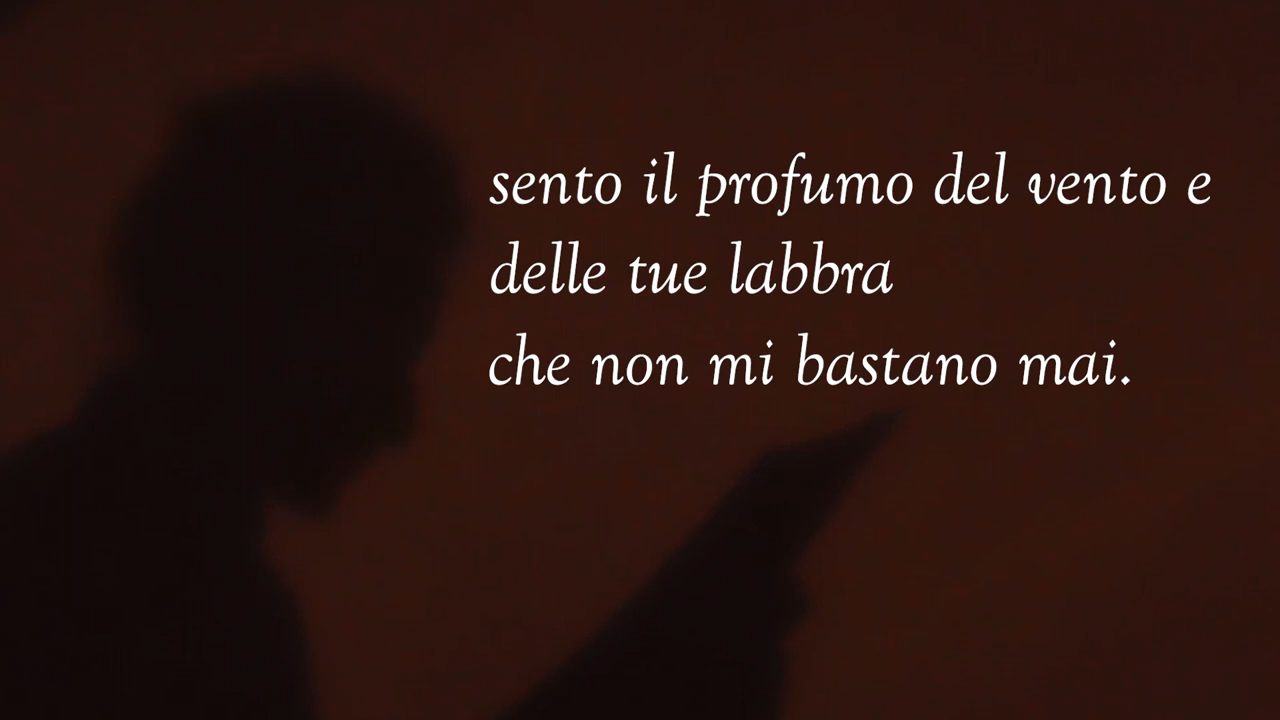 sento il profumo del vento e
delle tue labbra
che non mi bastano mai.